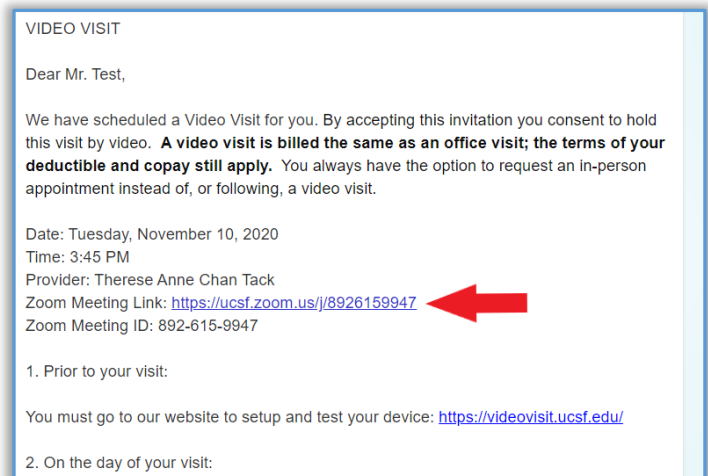 VIDEO VISIT
Dear Mr. Test,
We have scheduled a Video Visit for you. By accepting this invitation you consent to hold
this visit by video.  A video visit is billed the same as an office visit; the terms of your
deductible and copay still apply.  You always have the option to request an in-person
appointment instead of, or following, a video visit.
Date: Tuesday, November 10, 2020
Time: 3:45 PM
Provider: Therese Anne Chan Tack
Zoom Meeting Link: https://ucsf.zoom.us/j/8926159947
Zoom Meeting ID: 892-615-9947
1. Prior to your visit:
You must go to our website to setup and test your device: https://videovisit.ucsf.edu/
2. On the day of your visit: